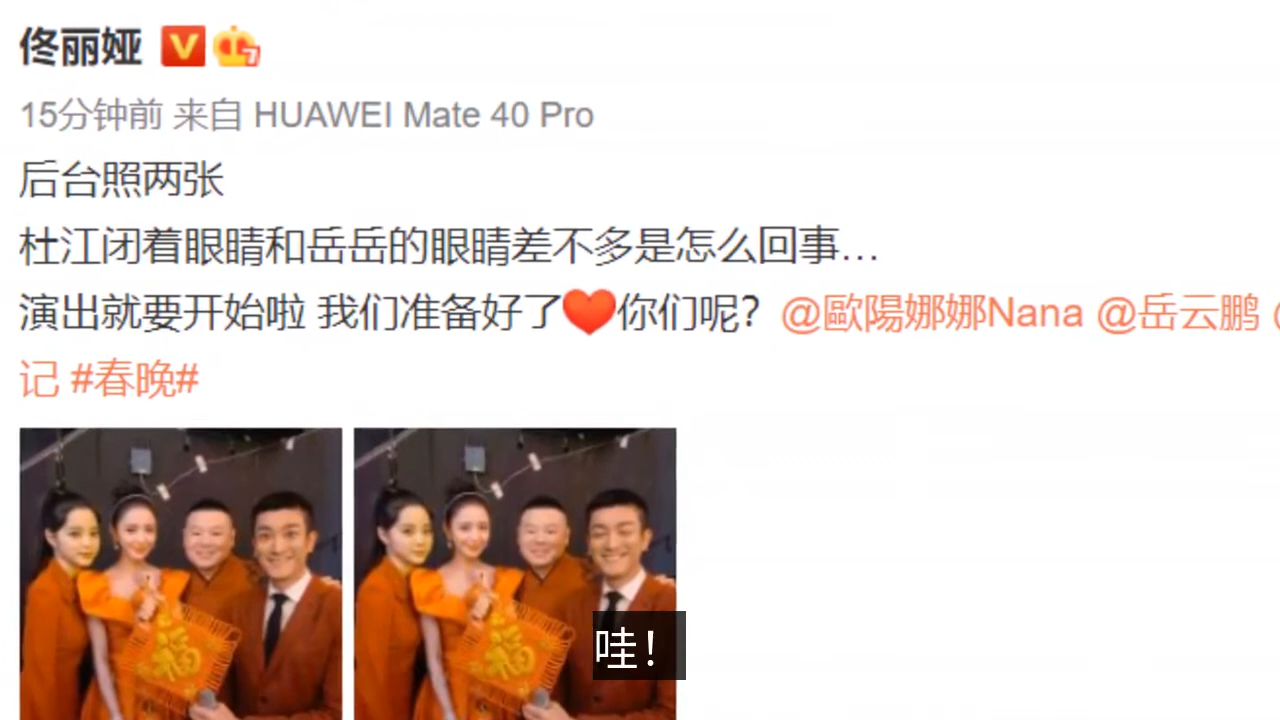 佟丽娅 V 7
15分钟前 来自 HUAWEI Mate 40 Pro
后台照两张
杜江闭着眼睛和岳岳的眼睛差不多是怎么回事…
演出就要开始啦 我们准备好了❤️你们呢？@歐陽娜娜Nana @岳云鹏 @
记 #春晚#
福
福
哇！